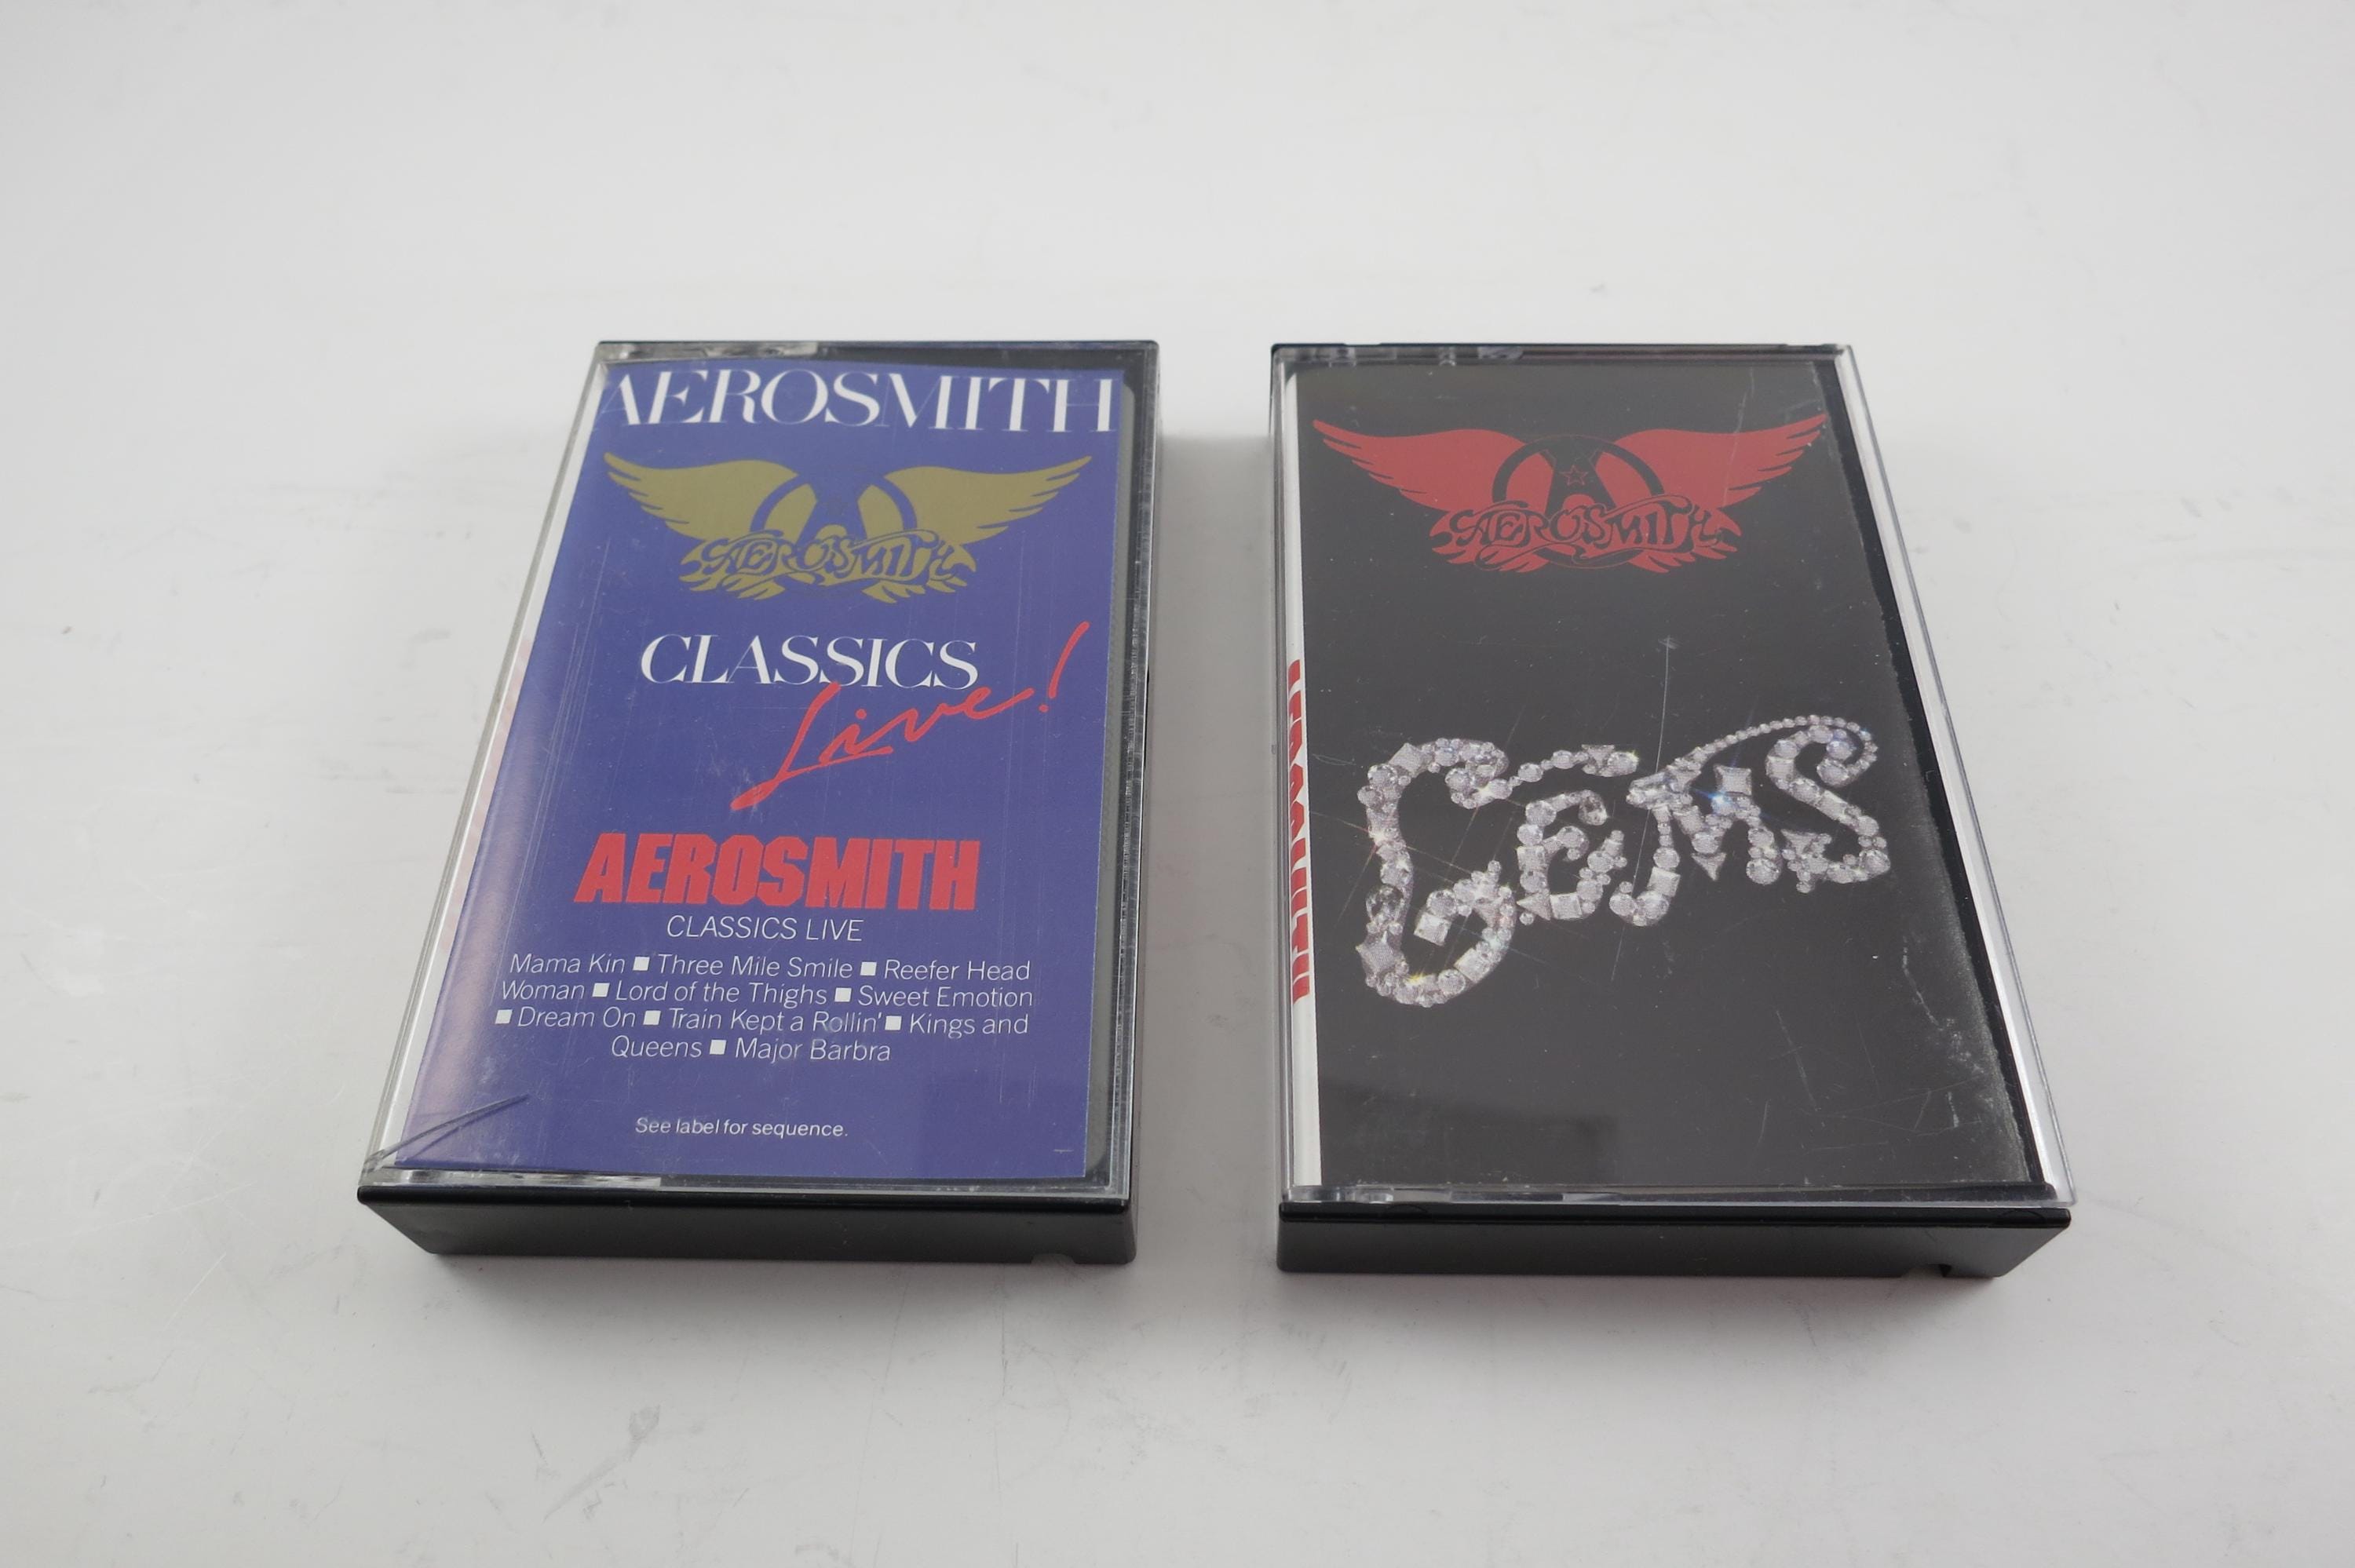 AEROSMITH
AEROSMITH
CLASSICS
Live!
AEROSMITH
CLASSICS LIVE
Mama Kin ■ Three Mile Smile ■ Reefer Head
Woman ■ Lord of the Thighs ■ Sweet Emotion
■ Dream On ■ Train Kept a Rollin' ■ Kings and
Queens ■ Major Barbra
See label for sequence.
AEROSMITH
GEMS